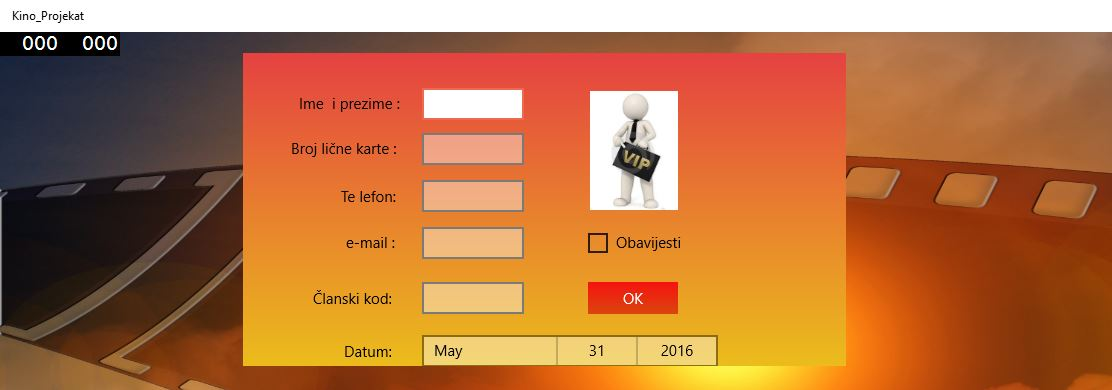 Kino_Projekat
000 000
Ime i prezime :
Broj lične karte :
VIP
Te lefon:
e-mail :
Obavijesti
Članski kod:
OK
Datum:
May 31 2016